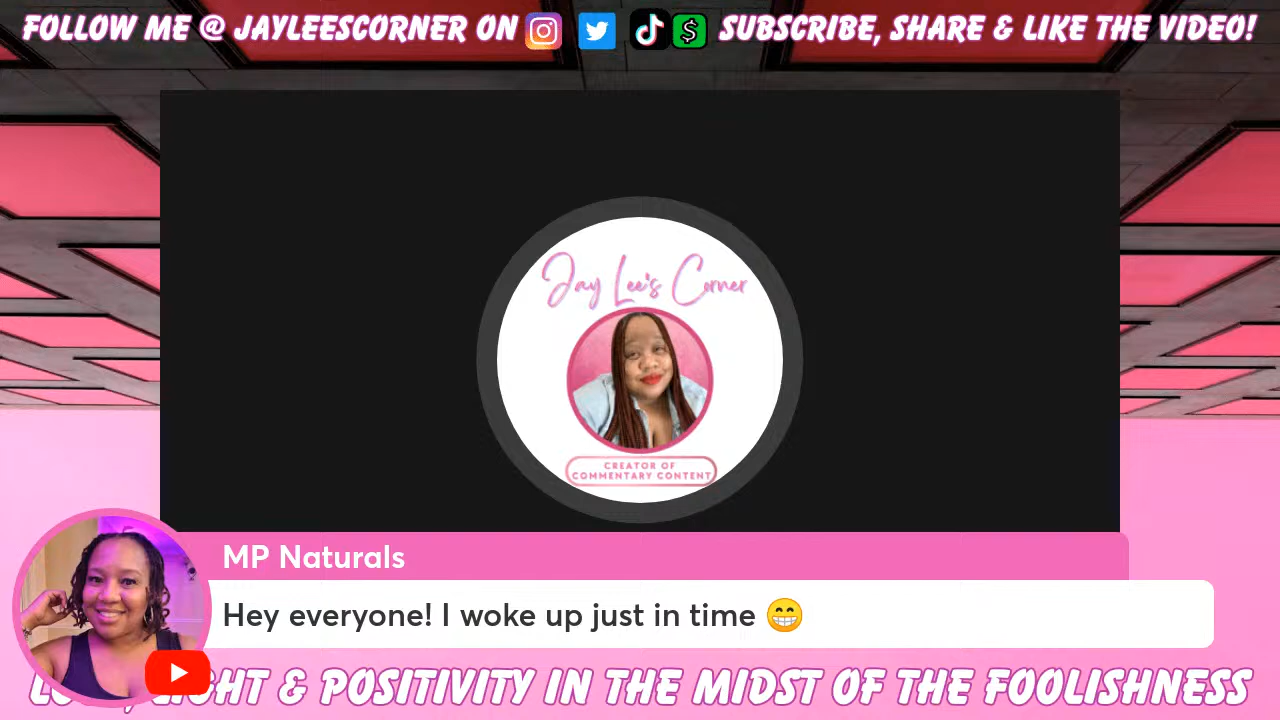 FOLLOW ME @ JAYLEESCORNER ON SUBSCRIBE, SHARE & LIKE THE VIDEO!
Jay Lee's Corner
CREATOR OF
COMMENTARY CONTENT
MP Naturals
Hey everyone! I woke up just in time 😁
& POSITIVITY IN THE MIDST OF THE FOOLISHNESS